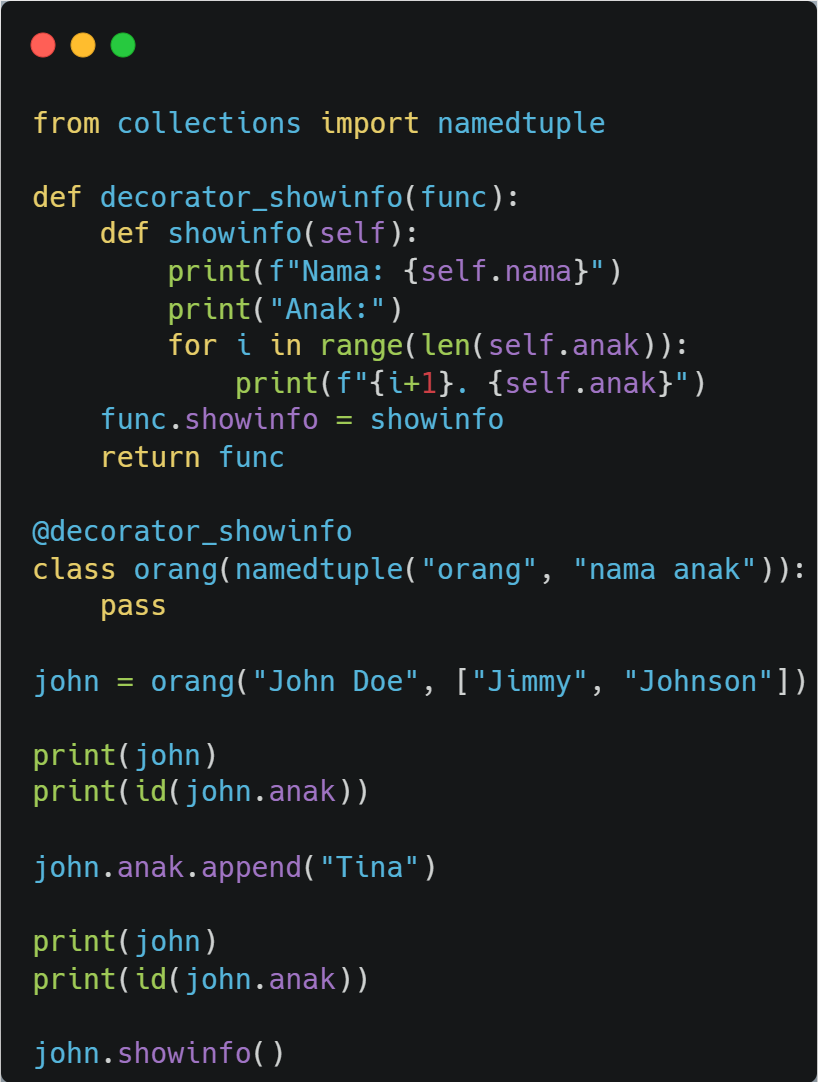 from collections import namedtuple

def decorator_showinfo(func):
    def showinfo(self):
        print(f"Nama: {self.nama}")
        print("Anak:")
        for i in range(len(self.anak)):
            print(f"{i+1}. {self.anak}")
    func.showinfo = showinfo
    return func

@decorator_showinfo
class orang(namedtuple("orang", "nama anak")):
    pass

john = orang("John Doe", ["Jimmy", "Johnson"])

print(john)
print(id(john.anak))

john.anak.append("Tina")

print(john)
print(id(john.anak))

john.showinfo()